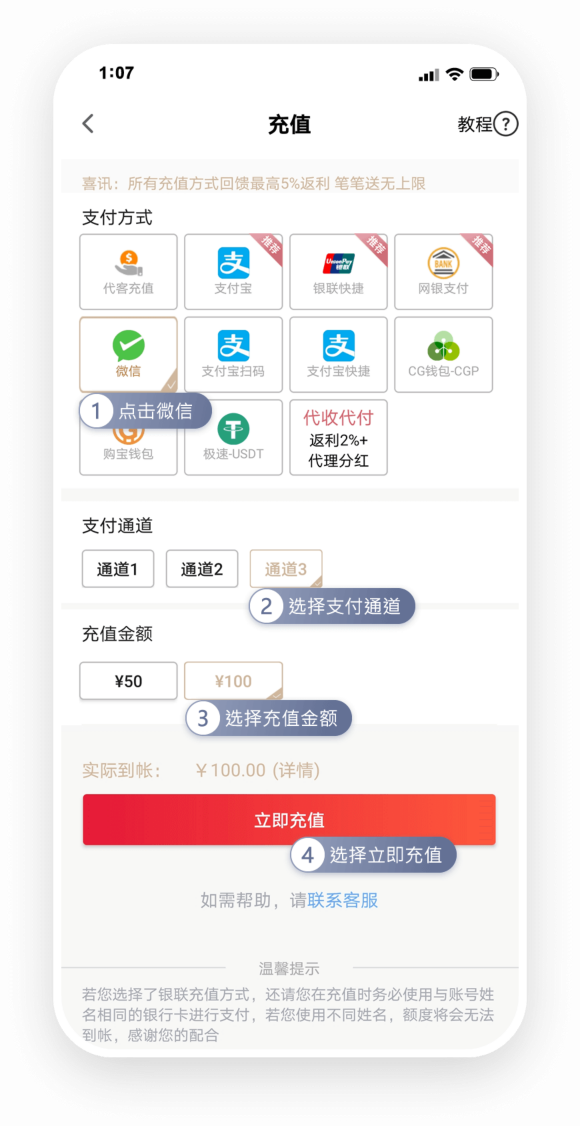 1:07
充值
教程?
喜讯：所有充值方式回馈最高5%返利 笔笔送无上限
支付方式
推荐 推荐 推荐
支 UnionPay 银联 BANK
代客充值 支付宝 银联快捷 网银支付
支 支
微信 支付宝扫码 支付宝快捷 CG钱包-CGP
1 点击微信
代收代付
返利2%+
购宝钱包 极速-USDT
代理分红
支付通道
通道1 通道2 通道3
2 选择支付通道
充值金额
¥50 ¥100
3 选择充值金额
实际到帐： ￥100.00 (详情)
立即充值
4 选择立即充值
如需帮助，请联系客服
温馨提示
若您选择了银联充值方式，还请您在充值时务必使用与账号姓
名相同的银行卡进行支付，若您使用不同姓名，额度将会无法
到帐，感谢您的配合